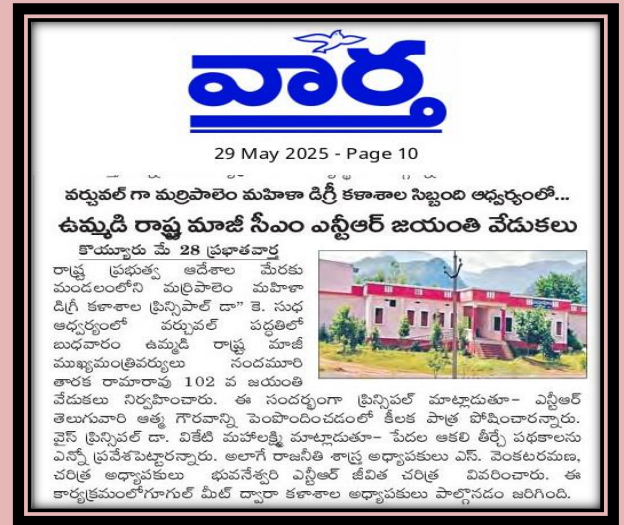 వార్త
29 May 2025 - Page 10
వర్చువల్ గా మర్రిపాలెం మహిళా డిగ్రీ కళాశాల సిబ్బంది ఆధ్వర్యంలో...
ఉమ్మడి రాష్ట్ర మాజీ సీఎం ఎన్టీఆర్ జయంతి వేడుకలు
కొయ్యూరు మే 28 ప్రభాతవార్త
రాష్ట్ర ప్రభుత్వ ఆదేశాల మేరకు
మండలంలోని మర్రిపాలెం మహిళా
డిగ్రీ కళాశాల ప్రిన్సిపాల్ డా" కె. సుధ
ఆధ్వర్యంలో వర్చువల్ పద్ధతిలో
బుధవారం ఉమ్మడి రాష్ట్ర మాజీ
ముఖ్యమంత్రివర్యులు నందమూరి
తారక రామారావు 102 వ జయంతి
వేడుకలు నిర్వహించారు. ఈ సందర్భంగా ప్రిన్సిపల్ మాట్లాడుతూ- ఎన్టీఆర్
తెలుగువారి ఆత్మ గౌరవాన్ని పెంపొందించడంలో కీలక పాత్ర పోషించారన్నారు.
వైస్ ప్రిన్సిపల్ డా. వికేటి మహాలక్ష్మి మాట్లాడుతూ- పేదల ఆకలి తీర్చే పథకాలను
ఎన్నో ప్రవేశపెట్టారన్నారు. అలాగే రాజనీతి శాస్త్ర అధ్యాపకులు ఎస్. వెంకటరమణ,
చరిత్ర అధ్యాపకులు భువనేశ్వరి ఎన్టీఆర్ జీవిత చరిత్ర వివరించారు. ఈ
కార్యక్రమంలోగూగుల్ మీట్ ద్వారా కళాశాల అధ్యాపకులు పాల్గొనడం జరిగింది.